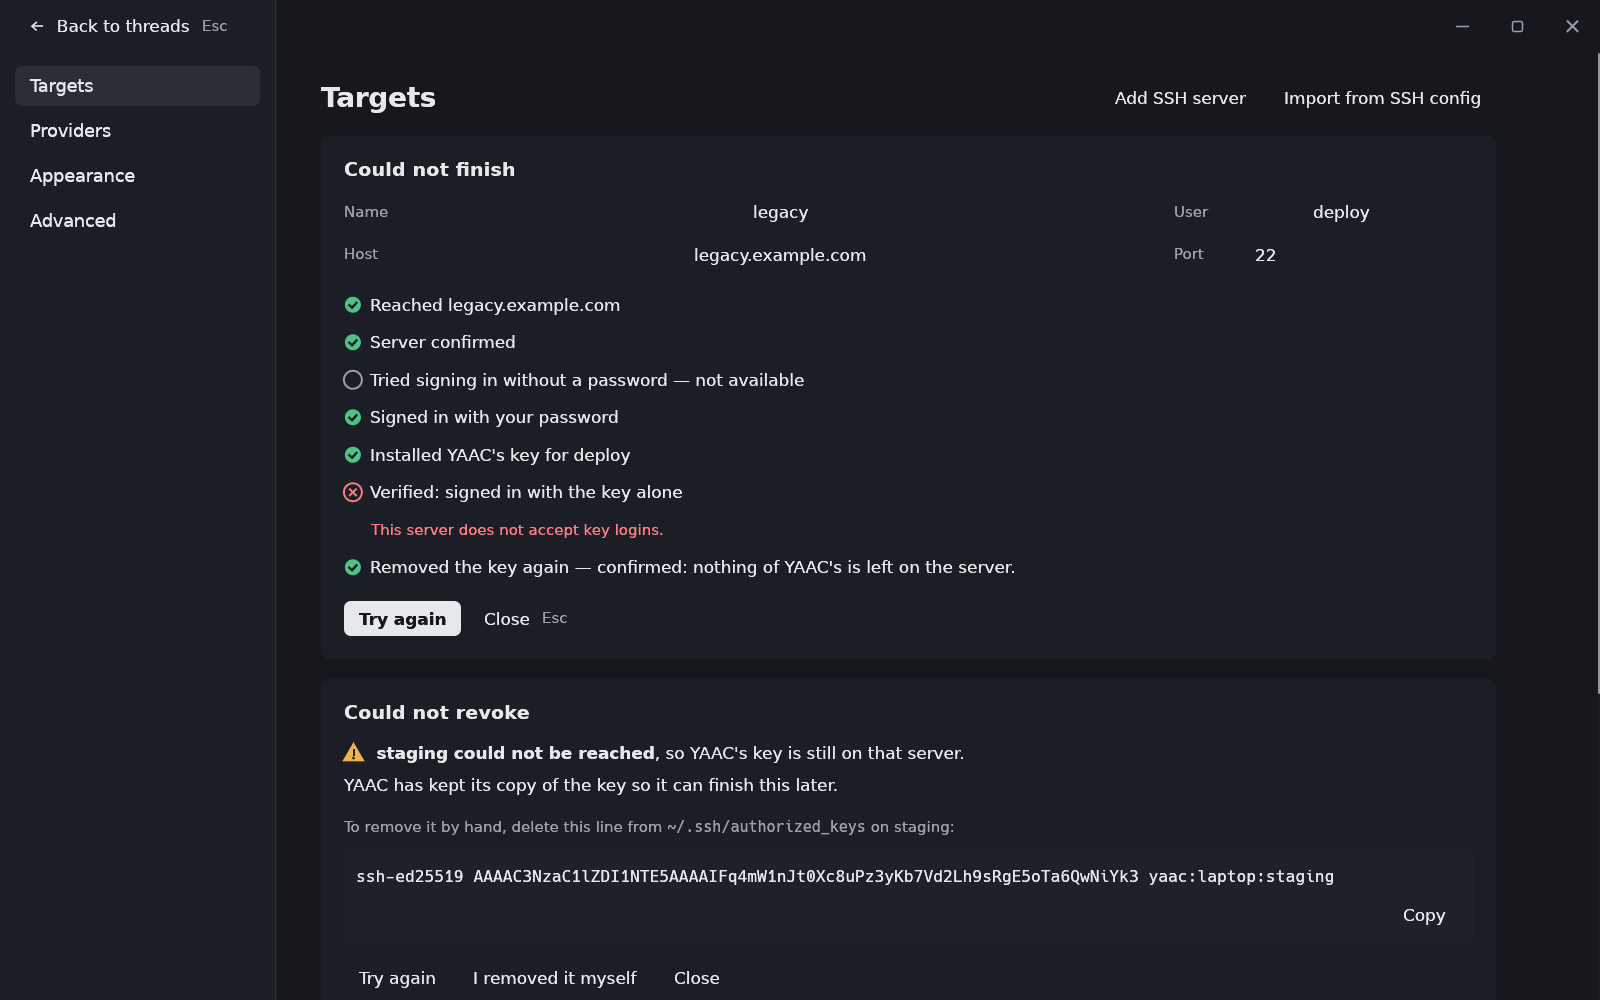 Back to threads Esc
Targets
Providers
Appearance
Advanced
Targets
Add SSH server
Import from SSH config
Could not finish
Name legacy User deploy
Host legacy.example.com Port 22
Reached legacy.example.com
Server confirmed
Tried signing in without a password — not available
Signed in with your password
Installed YAAC's key for deploy
Verified: signed in with the key alone
This server does not accept key logins.
Removed the key again — confirmed: nothing of YAAC's is left on the server.
Try again Close Esc
Could not revoke
staging could not be reached, so YAAC's key is still on that server.
YAAC has kept its copy of the key so it can finish this later.
To remove it by hand, delete this line from ~/.ssh/authorized_keys on staging:
ssh-ed25519 AAAAC3NzaC1lZDI1NTE5AAAAIFq4mW1nJt0Xc8uPz3yKb7Vd2Lh9sRgE5oTa6QwNiYk3 yaac:laptop:staging
Copy
Try again I removed it myself Close